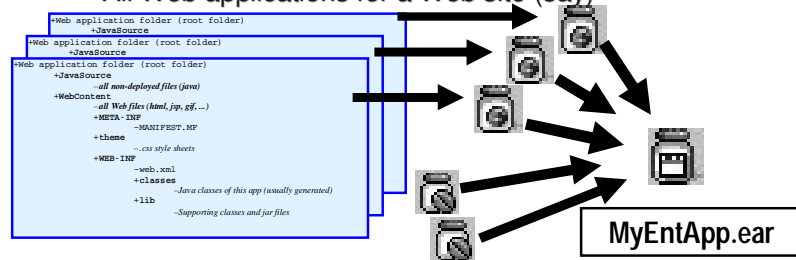 All Web applications for a Web site (say)
+Web application folder (root folder)
+JavaSource
+Web application folder (root folder)
+JavaSource
+Web application folder (root folder)
+JavaSource
–all non-deployed files (java)
+WebContent
–all Web files (html, jsp, gif, ...)
+META-INF
-MANIFEST.MF
+theme
–.css style sheets
+WEB-INF
-web.xml
+classes
–Java classes of this app (usually generated)
+lib
–Supporting classes and jar files
MyEntApp.ear